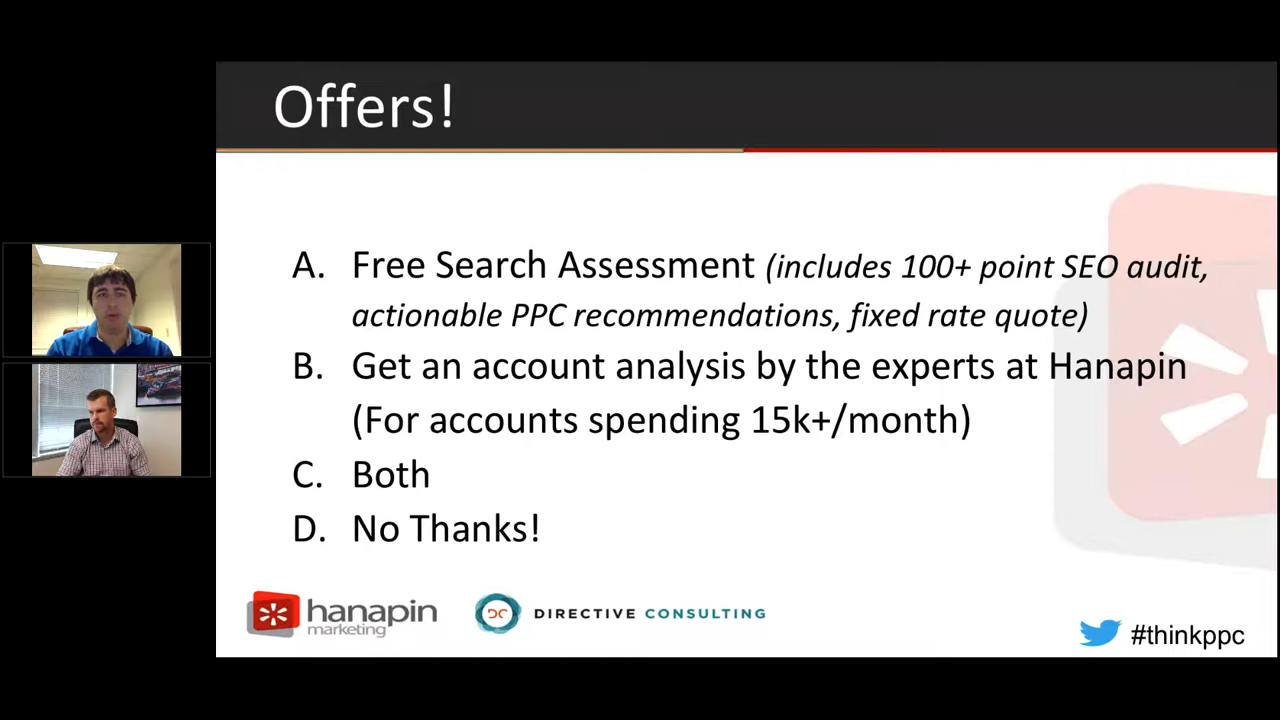 Offers!
A. Free Search Assessment (includes 100+ point SEO audit,
actionable PPC recommendations, fixed rate quote)
B. Get an account analysis by the experts at Hanapin
(For accounts spending 15k+/month)
C. Both
D. No Thanks!
hanapin
marketing
DC DIRECTIVE CONSULTING
#thinkppc